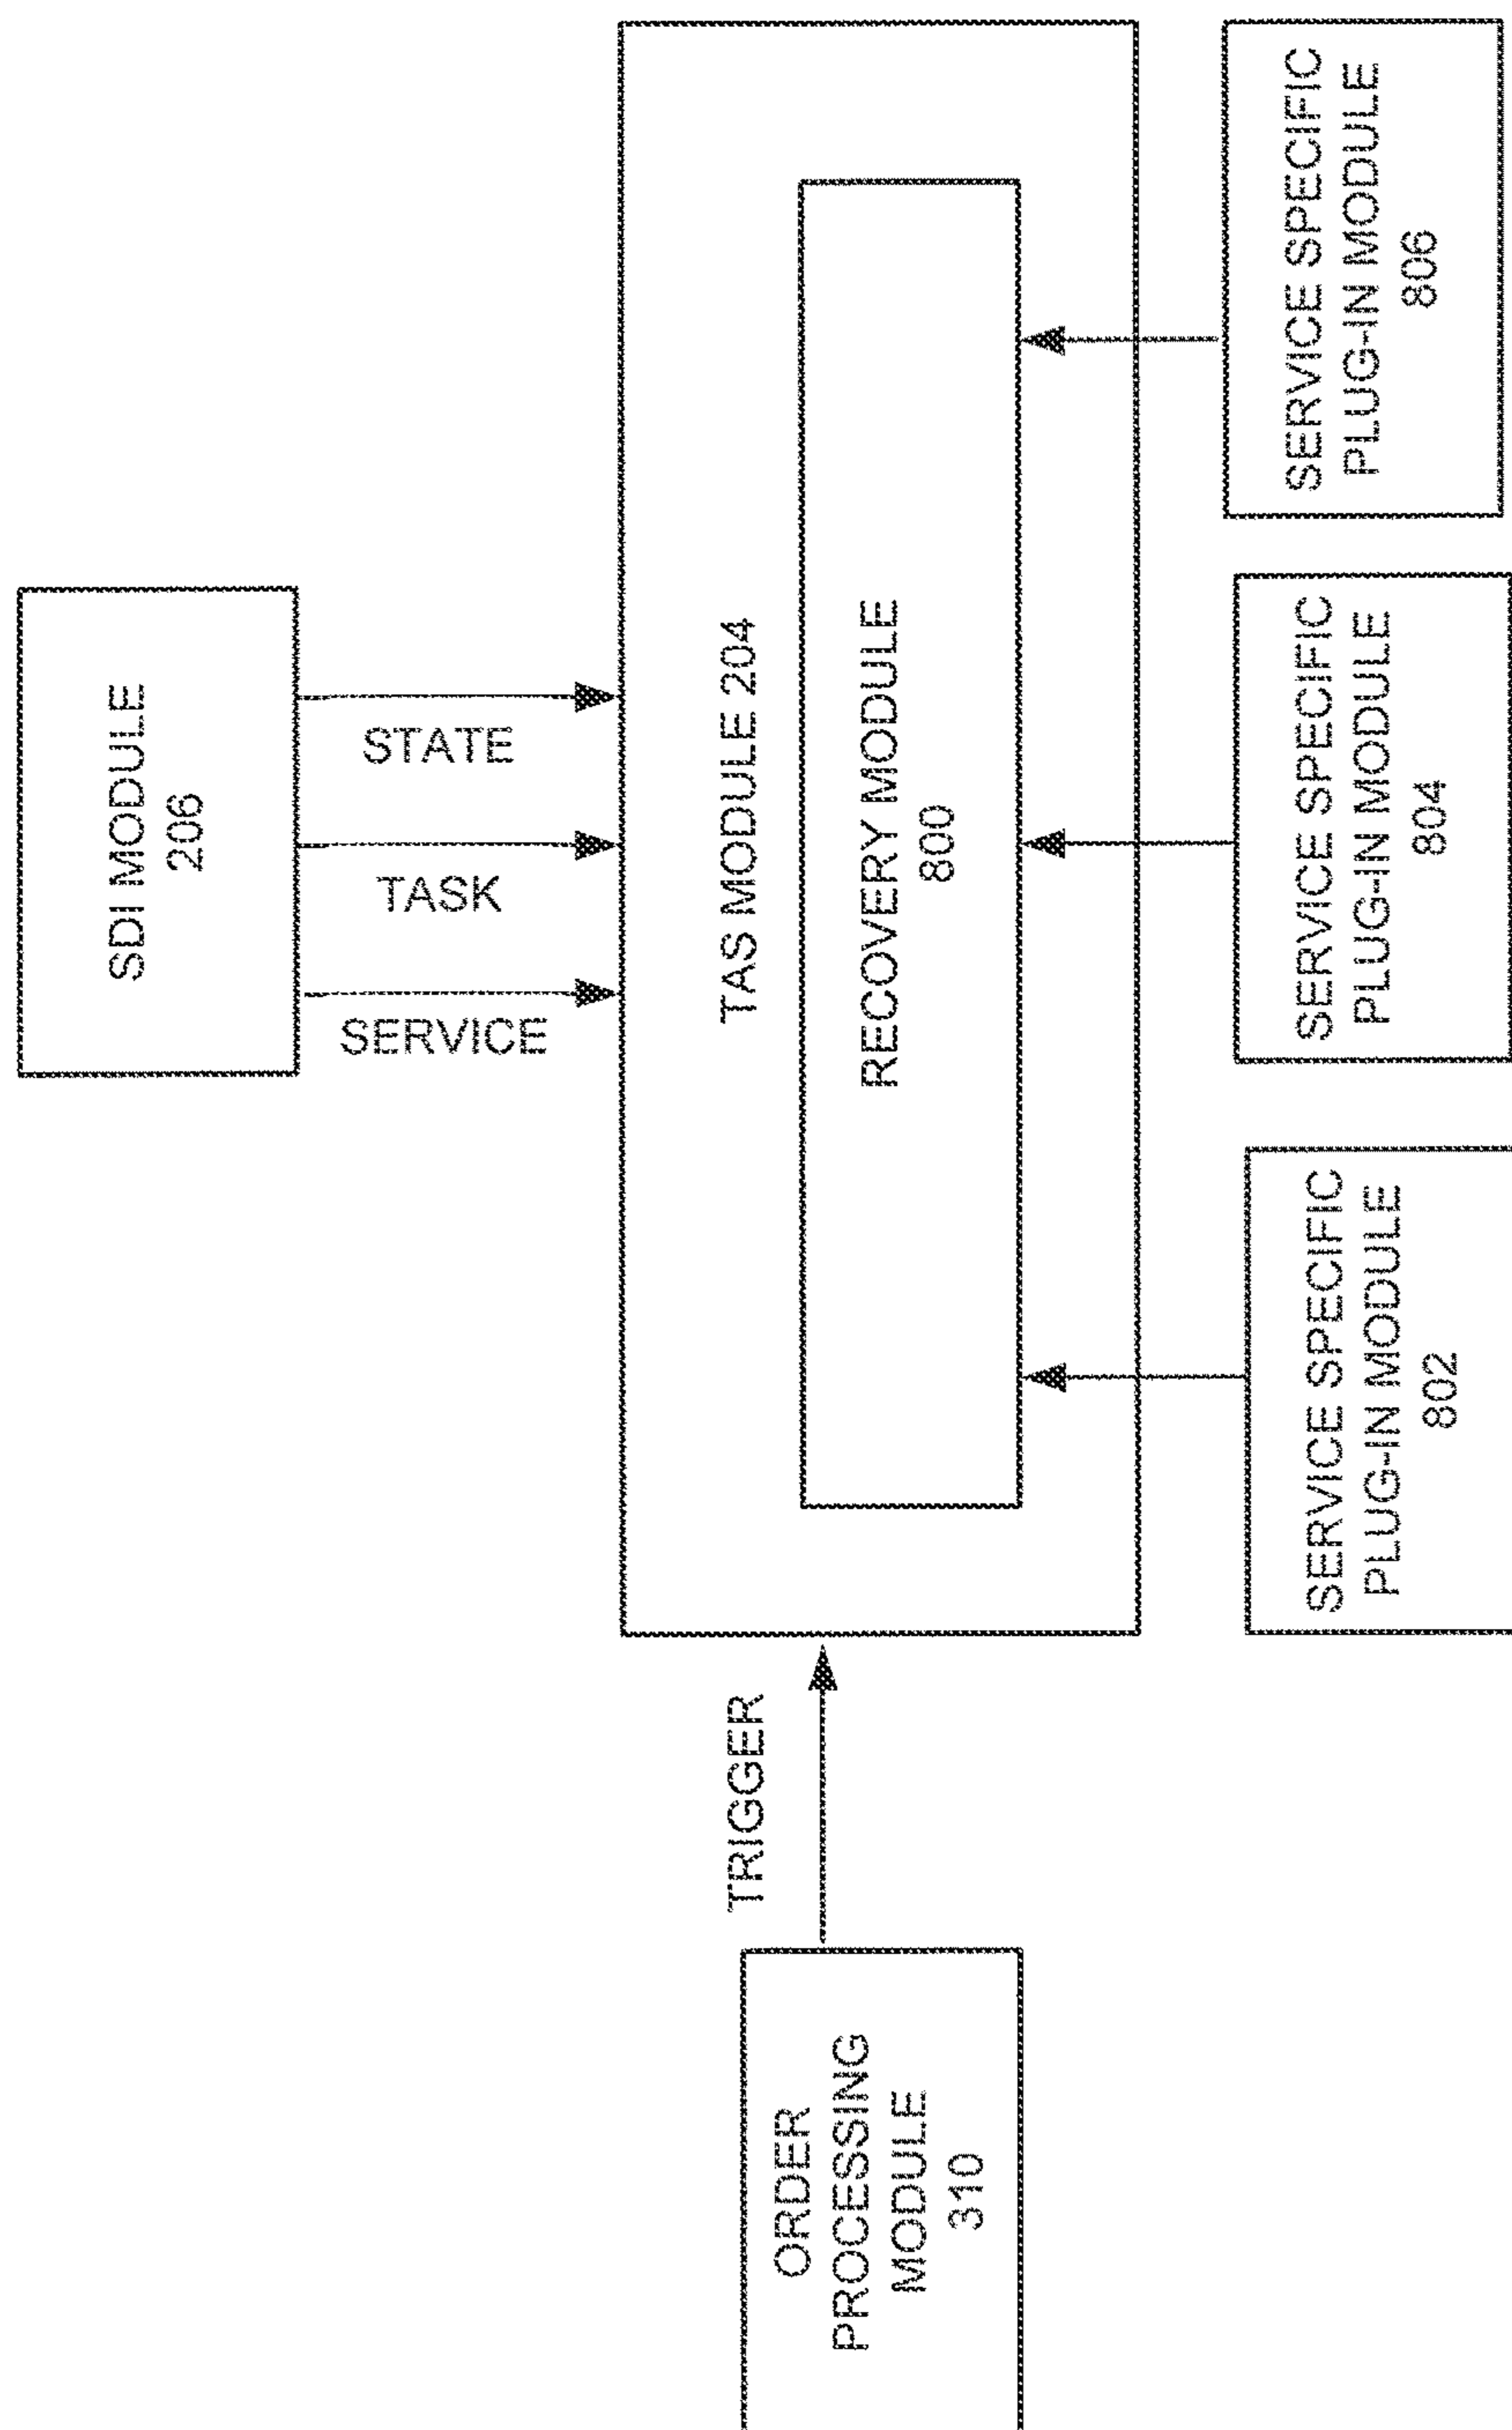 SDI MODULE
206
STATE
TASK
SERVICE
TAS MODULE 204
RECOVERY MODULE
800
TRIGGER
ORDER
PROCESSING
MODULE
310
SERVICE SPECIFIC
PLUG-IN MODULE
802
SERVICE SPECIFIC
PLUG-IN MODULE
804
SERVICE SPECIFIC
PLUG-IN MODULE
806